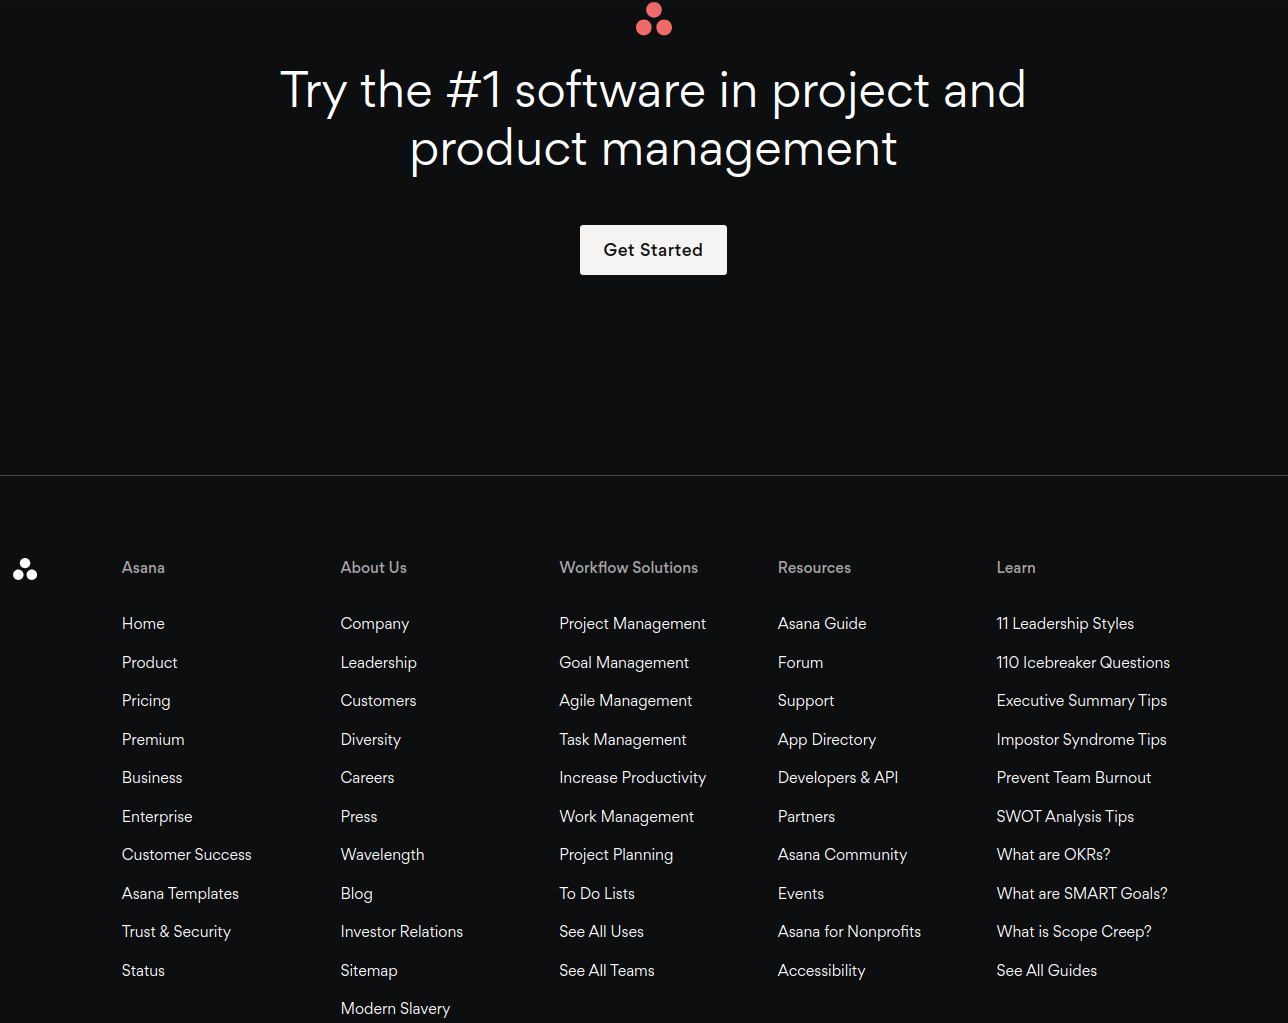 Try the #1 software in project and
product management
Get Started
Asana
Home
Product
Pricing
Premium
Business
Enterprise
Customer Success
Asana Templates
Trust & Security
Status
About Us
Company
Leadership
Customers
Diversity
Careers
Press
Wavelength
Blog
Investor Relations
Sitemap
Modern Slavery
Workflow Solutions
Project Management
Goal Management
Agile Management
Task Management
Increase Productivity
Work Management
Project Planning
To Do Lists
See All Uses
See All Teams
Resources
Asana Guide
Forum
Support
App Directory
Developers & API
Partners
Asana Community
Events
Asana for Nonprofits
Accessibility
Learn
11 Leadership Styles
110 Icebreaker Questions
Executive Summary Tips
Impostor Syndrome Tips
Prevent Team Burnout
SWOT Analysis Tips
What are OKRs?
What are SMART Goals?
What is Scope Creep?
See All Guides